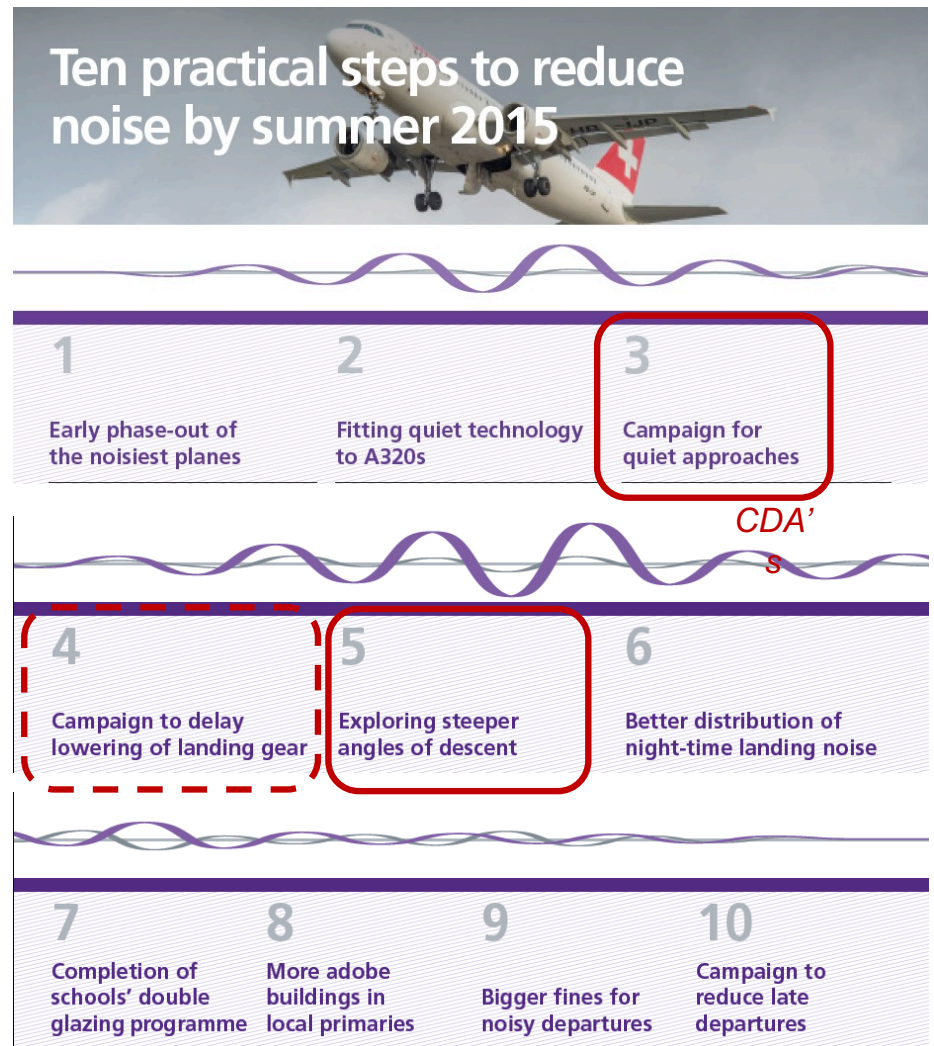 Ten practical steps to reduce
noise by summer 2015
1
2
3
Early phase-out of
the noisiest planes
Fitting quiet technology
to A320s
Campaign for
quiet approaches
CDA’
s
4
5
6
Campaign to delay
lowering of landing gear
Exploring steeper
angles of descent
Better distribution of
night-time landing noise
7
8
9
10
Completion of
schools’ double
glazing programme
More adobe
buildings in
local primaries
Bigger fines for
noisy departures
Campaign to
reduce late
departures